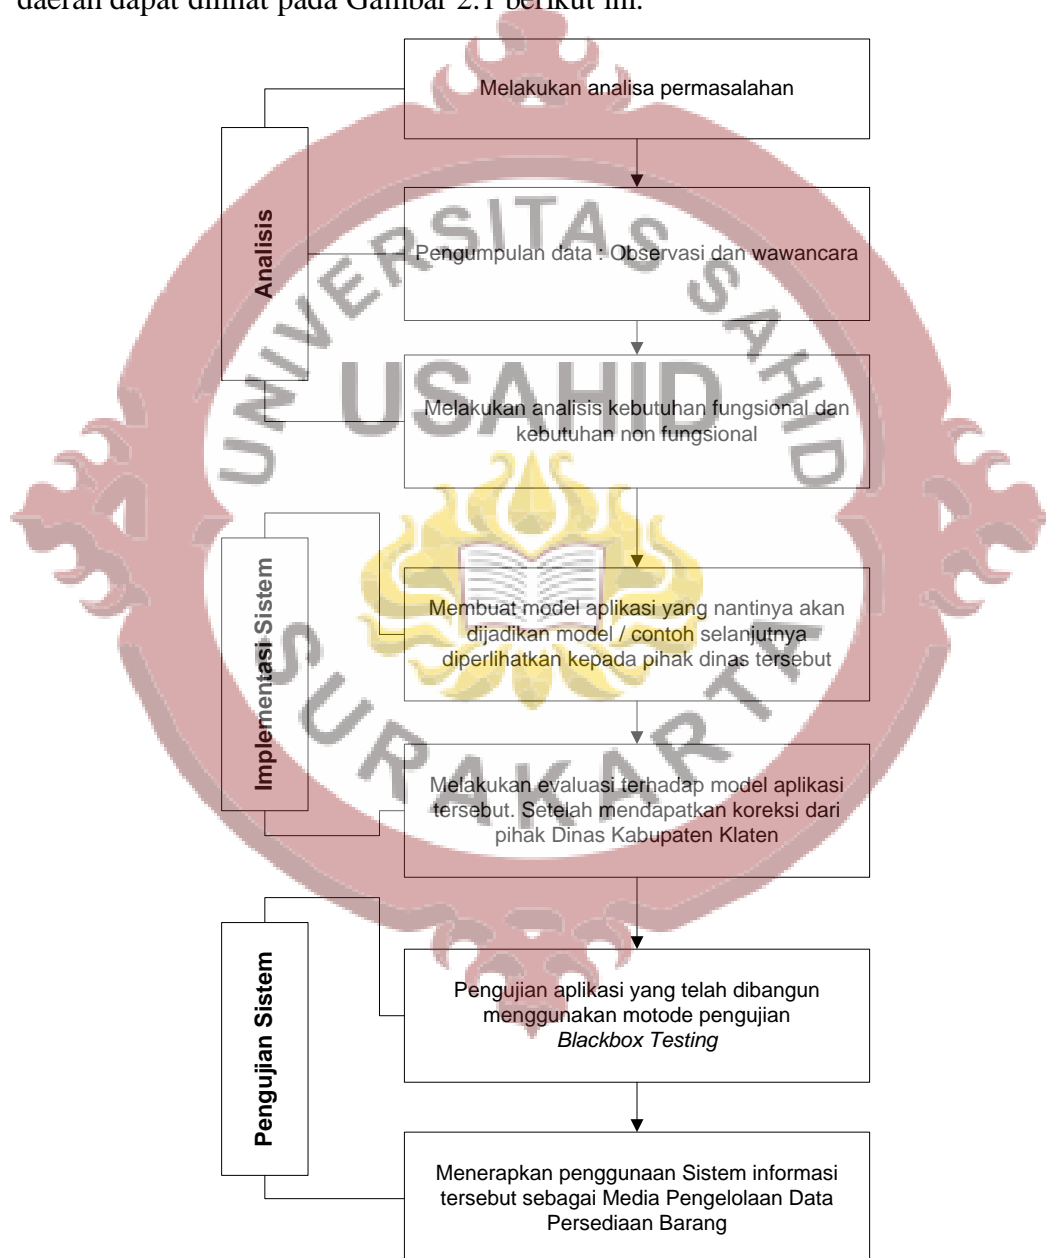 daerah dapat dilihat pada Gambar 2.1 berikut ini.
Melakukan analisa permasalahan
Analisis
Pengumpulan data : Observasi dan wawancara
Melakukan analisis kebutuhan fungsional dan
kebutuhan non fungsional
Implementasi Sistem
Membuat model aplikasi yang nantinya akan
dijadikan model / contoh selanjutnya
diperlihatkan kepada pihak dinas tersebut
Melakukan evaluasi terhadap model aplikasi
tersebut. Setelah mendapatkan koreksi dari
pihak Dinas Kabupaten Klaten
Pengujian Sistem
Pengujian aplikasi yang telah dibangun
menggunakan motode pengujian
Blackbox Testing
Menerapkan penggunaan Sistem informasi
tersebut sebagai Media Pengelolaan Data
Persediaan Barang
UNIVERSITAS SAHID
USAHID
SURAKARTA